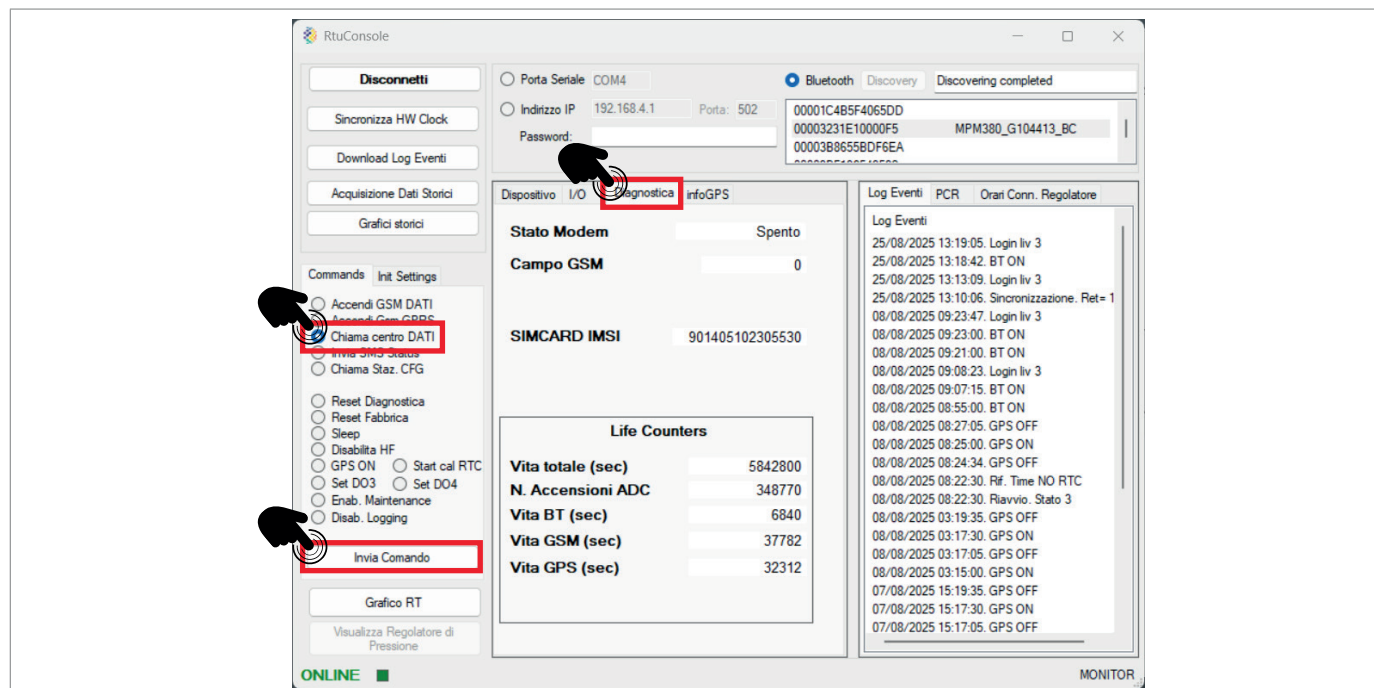 RtuConsole
Disconnetti
Sincronizza HW Clock
Download Log Eventi
Acquisizione Dati Storici
Grafici storici
Porta Seriale COM4
Indirizzo IP 192.168.4.1 Porta: 502
Password:
Bluetooth Discovery Discovering completed
00001C4B5F4065DD
00003231E10000F5 MPM380_G104413_BC
00003B8655BDF6EA
Commands Init Settings
Accendi GSM DATI
Accendi Gsm GPRS
Chiama centro DATI
Invia SMS Status
Chiama Staz. CFG
Reset Diagnostica
Reset Fabbrica
Sleep
Disabilita HF
GPS ON Start cal RTC
Set DO3 Set DO4
Enab. Maintenance
Disab. Logging
Invia Comando
Grafico RT
Visualizza Regolatore di
Pressione
Dispositivo I/O Diagnostica infoGPS
Stato Modem Spento
Campo GSM 0
SIMCARD IMSI 901405102305530
Life Counters
Vita totale (sec) 5842800
N. Accensioni ADC 348770
Vita BT (sec) 6840
Vita GSM (sec) 37782
Vita GPS (sec) 32312
Log Eventi PCR Orari Conn. Regolatore
Log Eventi
25/08/2025 13:19:05. Login liv 3
25/08/2025 13:18:42. BT ON
25/08/2025 13:13:09. Login liv 3
25/08/2025 13:10:06. Sincronizzazione. Ret= 1
08/08/2025 09:23:47. Login liv 3
08/08/2025 09:23:00. BT ON
08/08/2025 09:21:00. BT ON
08/08/2025 09:08:23. Login liv 3
08/08/2025 09:07:15. BT ON
08/08/2025 08:55:00. BT ON
08/08/2025 08:27:05. GPS OFF
08/08/2025 08:25:00. GPS ON
08/08/2025 08:24:34. GPS OFF
08/08/2025 08:22:30. Rif. Time NO RTC
08/08/2025 08:22:30. Riavvio. Stato 3
08/08/2025 03:19:35. GPS OFF
08/08/2025 03:17:30. GPS ON
08/08/2025 03:17:05. GPS OFF
08/08/2025 03:15:00. GPS ON
07/08/2025 15:19:35. GPS OFF
07/08/2025 15:17:30. GPS ON
07/08/2025 15:17:05. GPS OFF
ONLINE
MONITOR